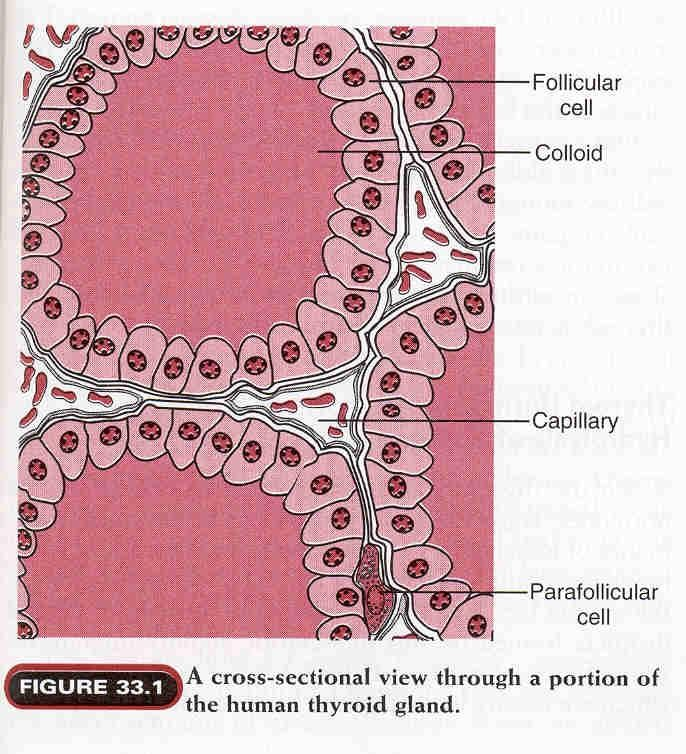 Follicular
cell
Colloid
Capillary
Parafollicular
cell
FIGURE 33.1
A cross-sectional view through a portion of
the human thyroid gland.